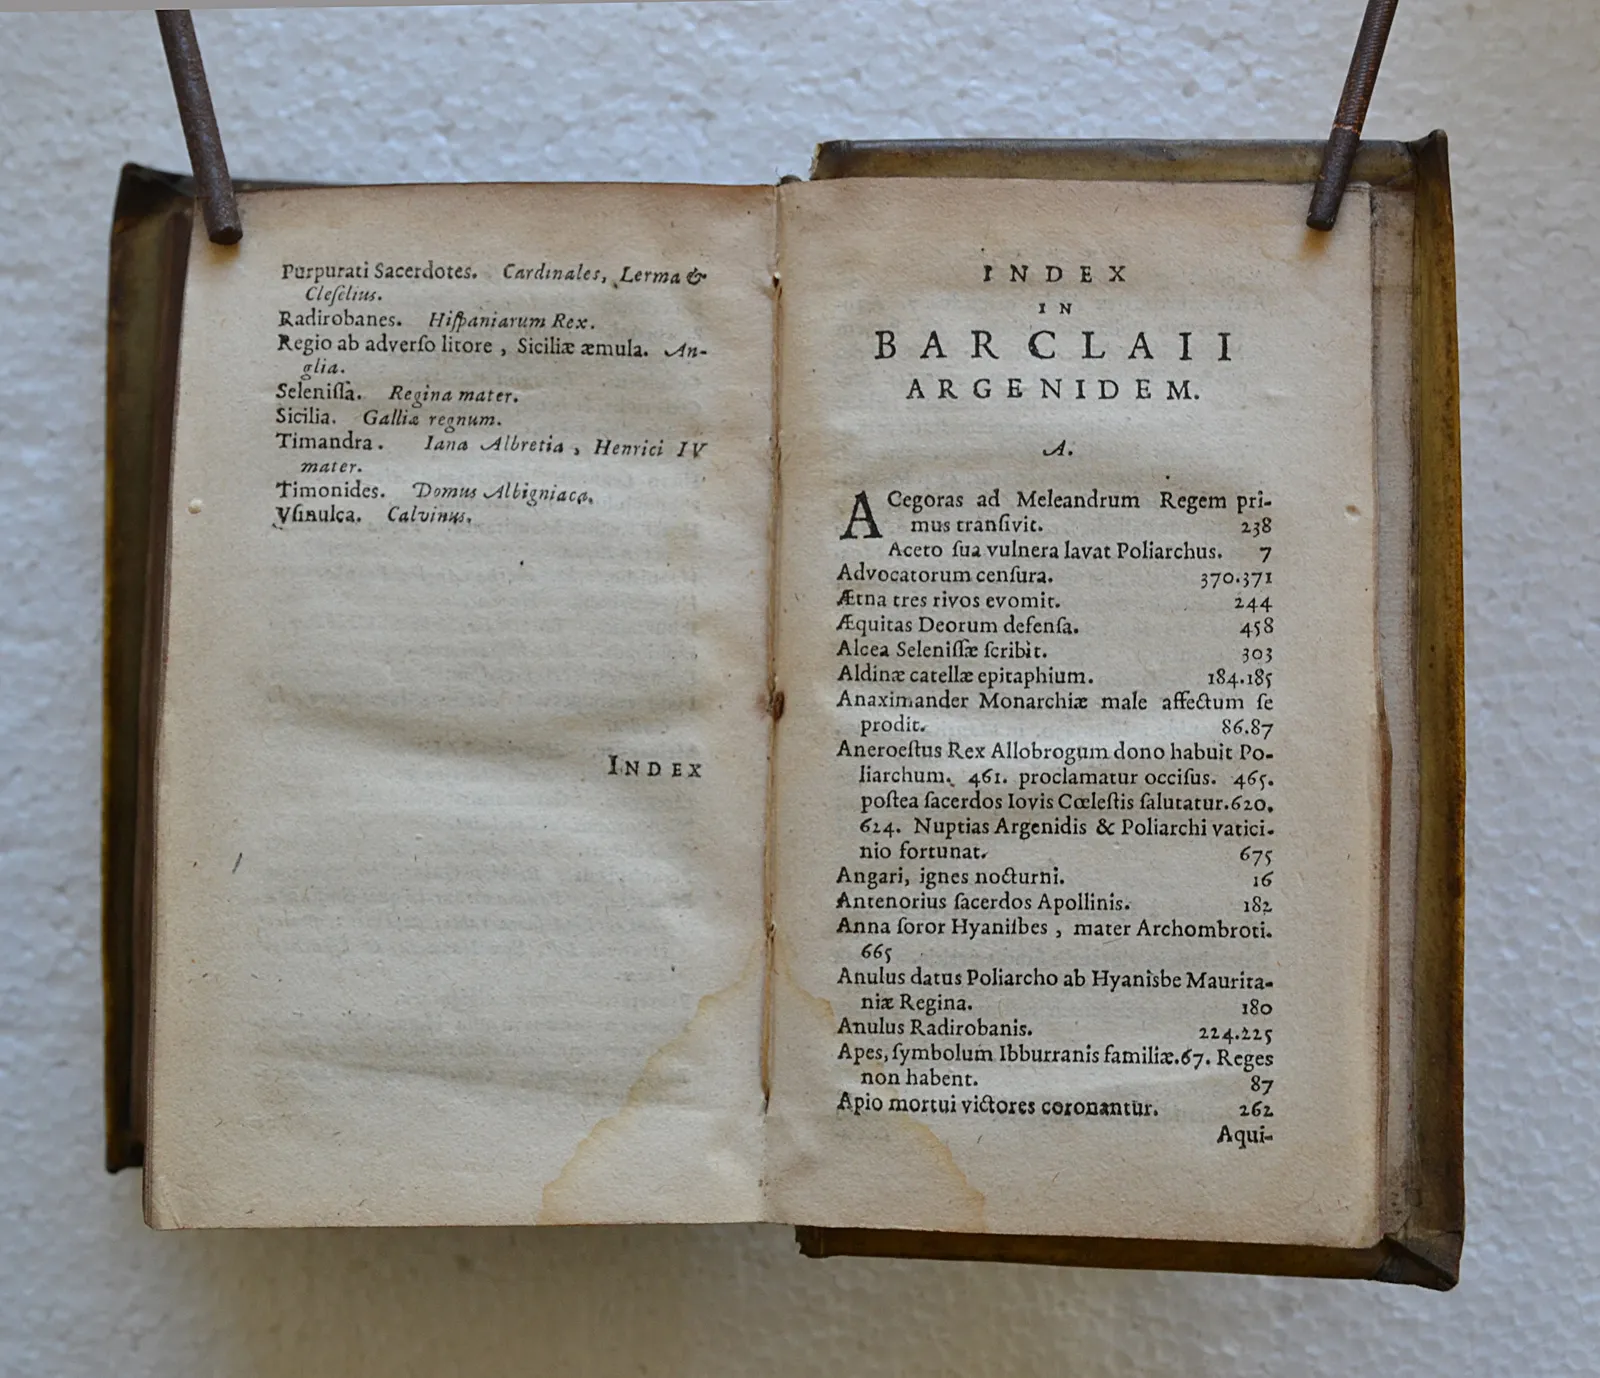 Purpurati Sacerdotes. Cardinales, Lerma &
Cleſelius.
Radirobanes. Hiſpaniarum Rex.
Regio ab adverſo litore, Siciliæ æmula. An-
glia.
Seleniſſa. Regina mater.
Sicilia. Galliæ regnum.
Timandra. Iana Albretia, Henrici IV
mater.
Timonides. Domus Albigniaca.
Vſinulca. Calvinus.
INDEX
INDEX
IN
BARCLAII
ARGENIDEM.
A.
ACegoras ad Meleandrum Regem pri-
mus tranſivit. 238
Aceto ſua vulnera lavat Poliarchus. 7
Advocatorum cenſura. 370.371
Ætna tres rivos evomit. 244
Æquitas Deorum defenſa. 458
Alcea Seleniſſæ ſcribit. 303
Aldinæ catellæ epitaphium. 184.185
Anaximander Monarchiæ male affectum ſe
prodit. 86.87
Aneroeſtus Rex Allobrogum dono habuit Po-
liarchum. 461. proclamatur occiſus. 465.
poſtea ſacerdos Iovis Cœleſtis ſalutatur. 620.
624. Nuptias Argenidis & Poliarchi vatici-
nio fortunat. 675
Angari, ignes nocturni. 16
Antenorius ſacerdos Apollinis. 182
Anna ſoror Hyaniſbes, mater Archombroti.
665
Anulus datus Poliarcho ab Hyanisbe Maurita-
niæ Regina. 180
Anulus Radirobanis. 224.225
Apes, ſymbolum Ibburranis familiæ. 67. Reges
non habent. 87
Apio mortui victores coronantur. 262
Aqui-